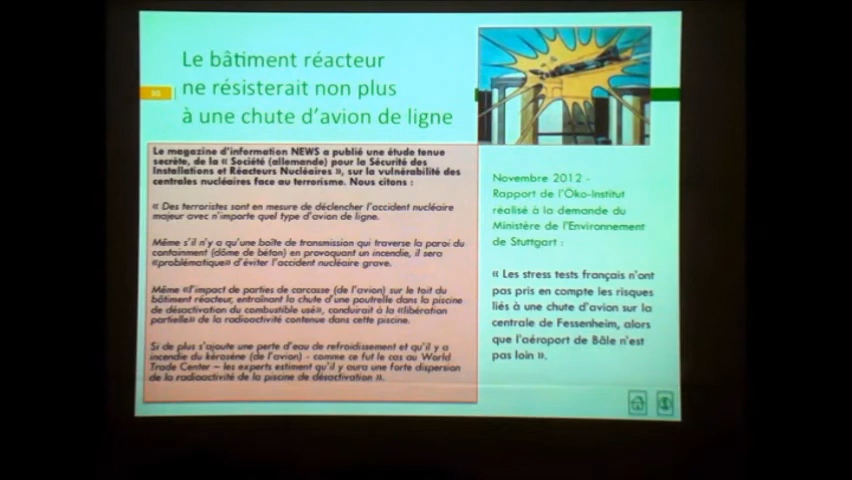 Le bâtiment réacteur
ne résisterait non plus
à une chute d'avion de ligne
Le magazine d'information NEWS a publié une étude tenue
secrète, de la « Société (allemande) pour la Sécurité des
Installations et Réacteurs Nucléaires », sur la vulnérabilité des
centrales nucléaires face au terrorisme. Nous citons :
« Des terroristes sont en mesure de déclencher l'accident nucléaire
majeur avec n'importe quel type d'avion de ligne.
Même s'il n'y a qu'une boîte de transmission qui traverse la paroi du
containment (dôme de béton) en provoquant un incendie, il sera
«problématique» d'éviter l'accident nucléaire grave.
Même «l'impact de parties de carcasse (de l'avion) sur le toit du
bâtiment réacteur, entraînant la chute d'une poutrelle dans la piscine
de désactivation du combustible usé», conduirait à la «libération
partielle» de la radioactivité contenue dans cette piscine.
Si de plus s'ajoute une perte d'eau de refroidissement et qu'il y a
incendie du kérosène (de l'avion) - comme ce fut le cas au World
Trade Center – les experts estiment qu'il y aura une forte dispersion
de la radioactivité de la piscine de désactivation ».
Novembre 2012 -
Rapport de l'Öko-Institut
réalisé à la demande du
Ministère de l'Environnement
de Stuttgart :
« Les stress tests français n'ont
pas pris en compte les risques
liés à une chute d'avion sur la
centrale de Fessenheim, alors
que l'aéroport de Bâle n'est
pas loin ».